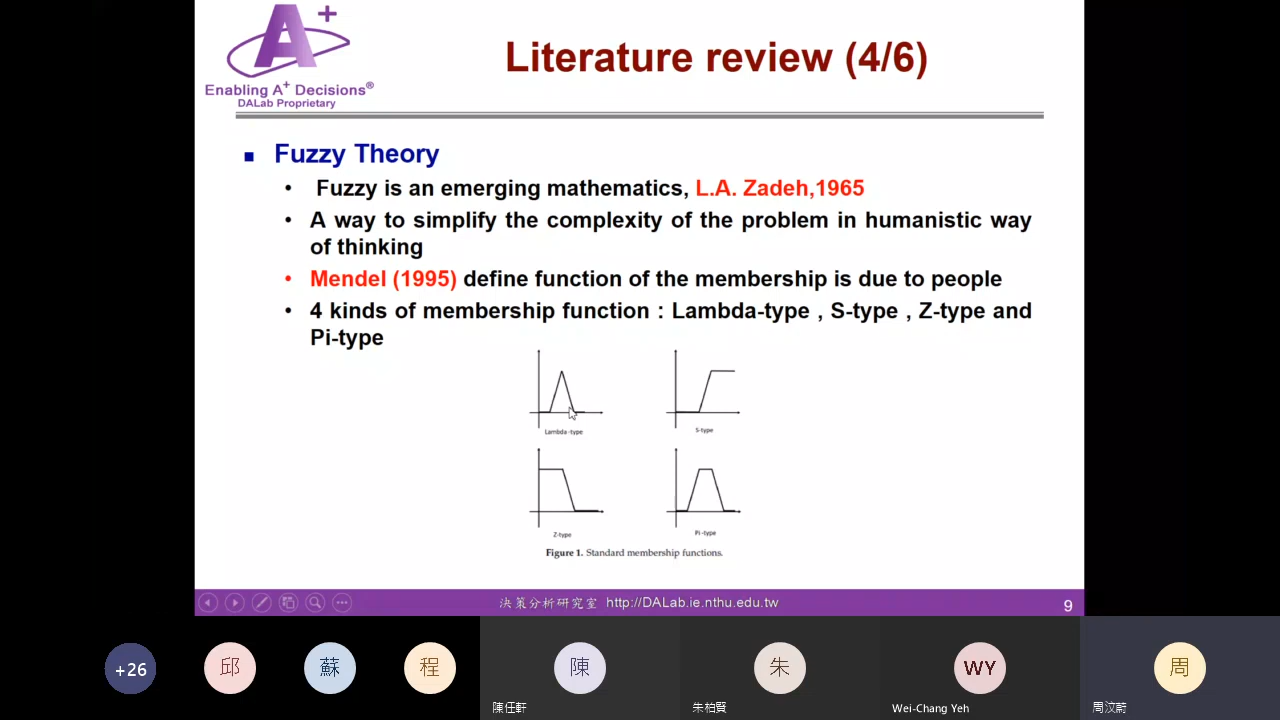 A+
Enabling A+ Decisions®
DALab Proprietary
Literature review (4/6)
Fuzzy Theory
Fuzzy is an emerging mathematics, L.A. Zadeh,1965
A way to simplify the complexity of the problem in humanistic way
of thinking
Mendel (1995) define function of the membership is due to people
4 kinds of membership function : Lambda-type , S-type , Z-type and
Pi-type
Lambda-type
S-type
Z-type
Pi-type
Figure 1. Standard membership functions.
決策分析研究室 http://DALab.ie.nthu.edu.tw
9
+26
邱
蘇
程
陳
朱
WY
周
陳任軒
朱柏賢
Wei-Chang Yeh
周汶蔚